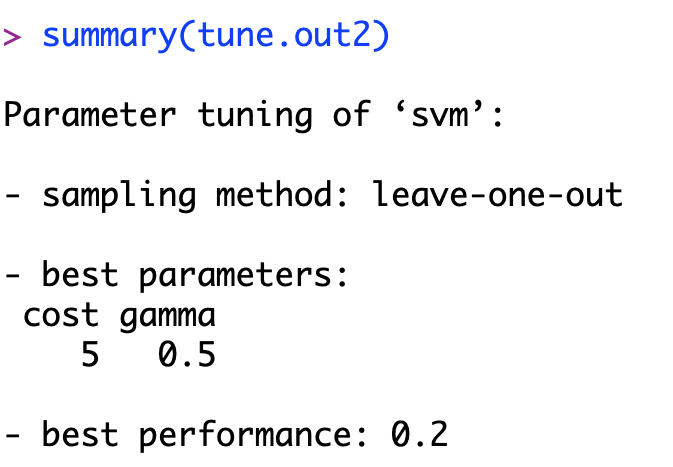 > summary(tune.out2)
Parameter tuning of ‘svm’:
- sampling method: leave-one-out
- best parameters:
 cost gamma
    5   0.5
- best performance: 0.2